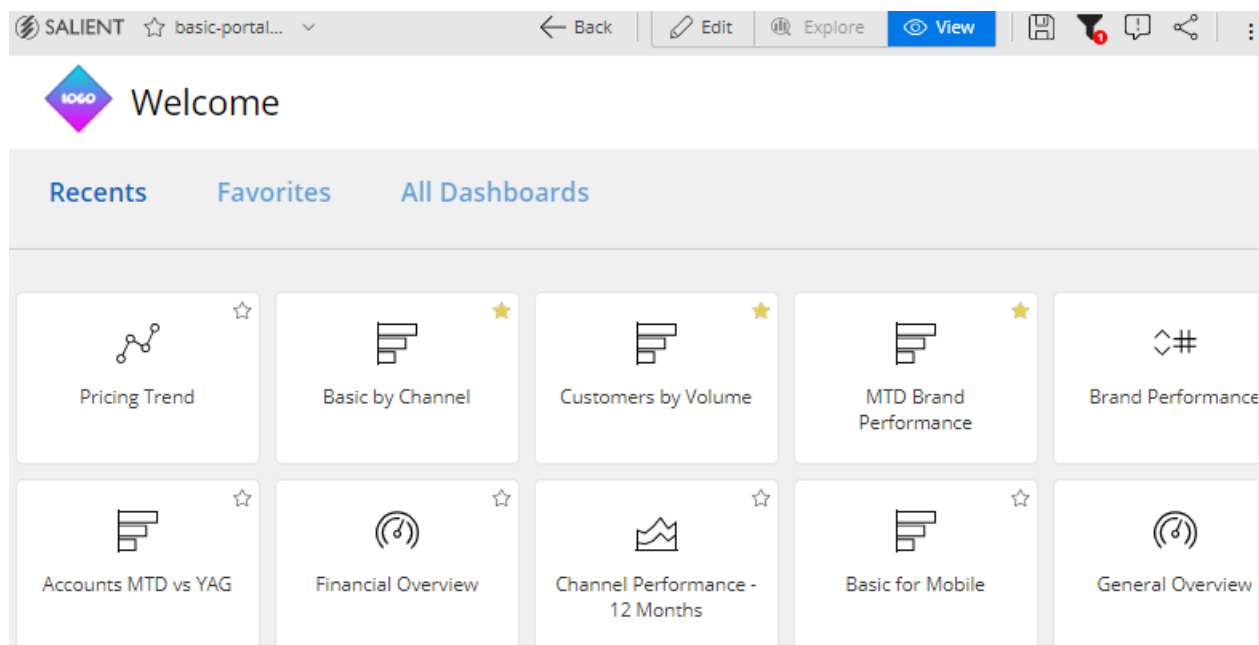 SALIENT basic-portal... Back Edit Explore View 1
LOGO Welcome
Recents Favorites All Dashboards
Pricing Trend Basic by Channel Customers by Volume MTD Brand Brand Performance
Performance
Accounts MTD vs YAG Financial Overview Channel Performance - Basic for Mobile General Overview
12 Months